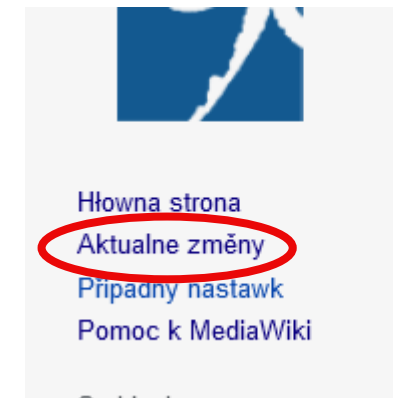 Hłowna strona
Aktualne změny
Připadny nastawk
Pomoc k MediaWiki